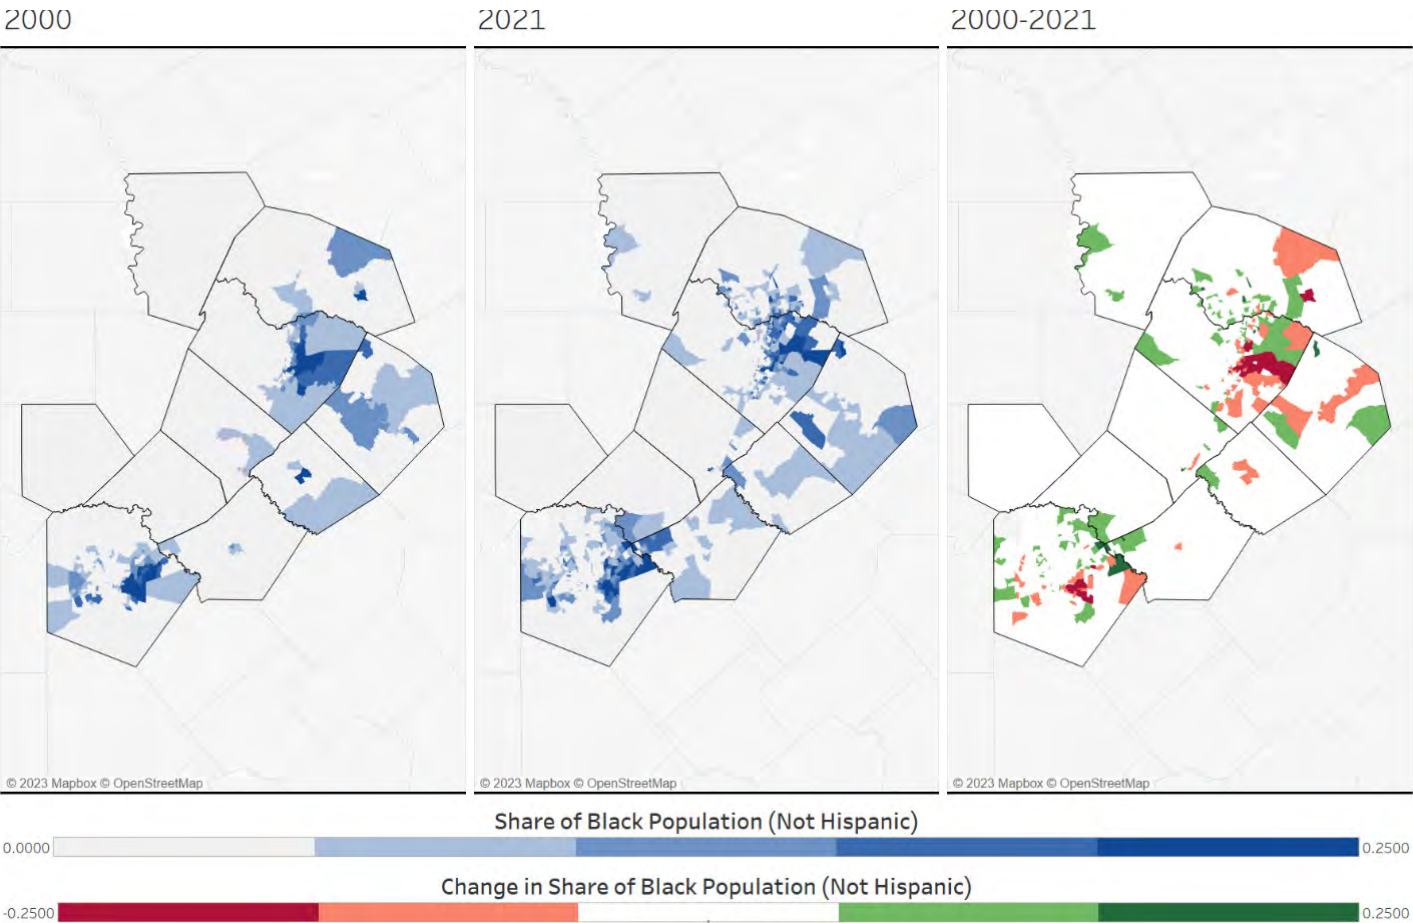 2000
2021
2000-2021
© 2023 Mapbox © OpenStreetMap
© 2023 Mapbox © OpenStreetMap
© 2023 Mapbox © OpenStreetMap
Share of Black Population (Not Hispanic)
0.0000
0.2500
Change in Share of Black Population (Not Hispanic)
-0.2500
0.2500